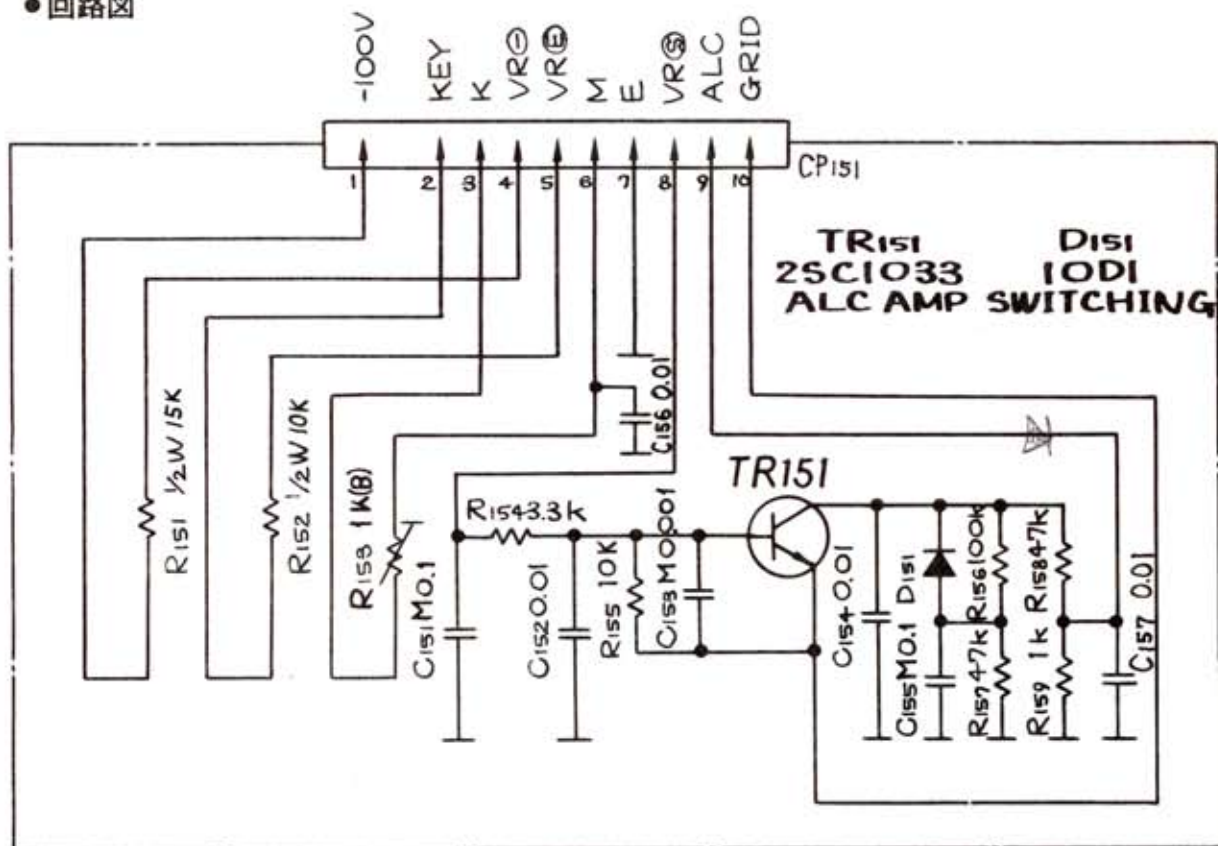 ●回路図
-100V
KEY
K
VR⊖
VRⒺ
M
E
VRⓈ
ALC
GRID
1 2 3 4 5 6 7 8 9 10
CP151
TR151
2SC1033
ALC AMP
D151
10D1
SWITCHING
R151 ½W 15K
R152 ½W 10K
R153 1K(B)
C156 0.01
TR151
R154 3.3k
C151 M0.1
C152 0.01
R155 10K
C153 M0.001
C154 0.01
C155 M0.1
D151
R156 100k
R157 47k
R158 47k
R159 1k
C157 0.01